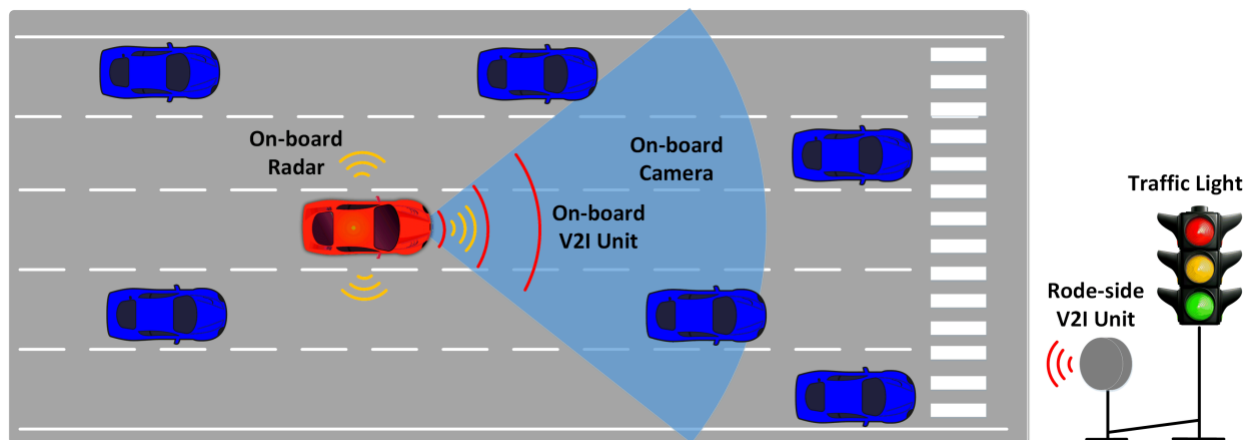 On-board
Radar
On-board
Camera
On-board
V2I Unit
Traffic Light
Rode-side
V2I Unit